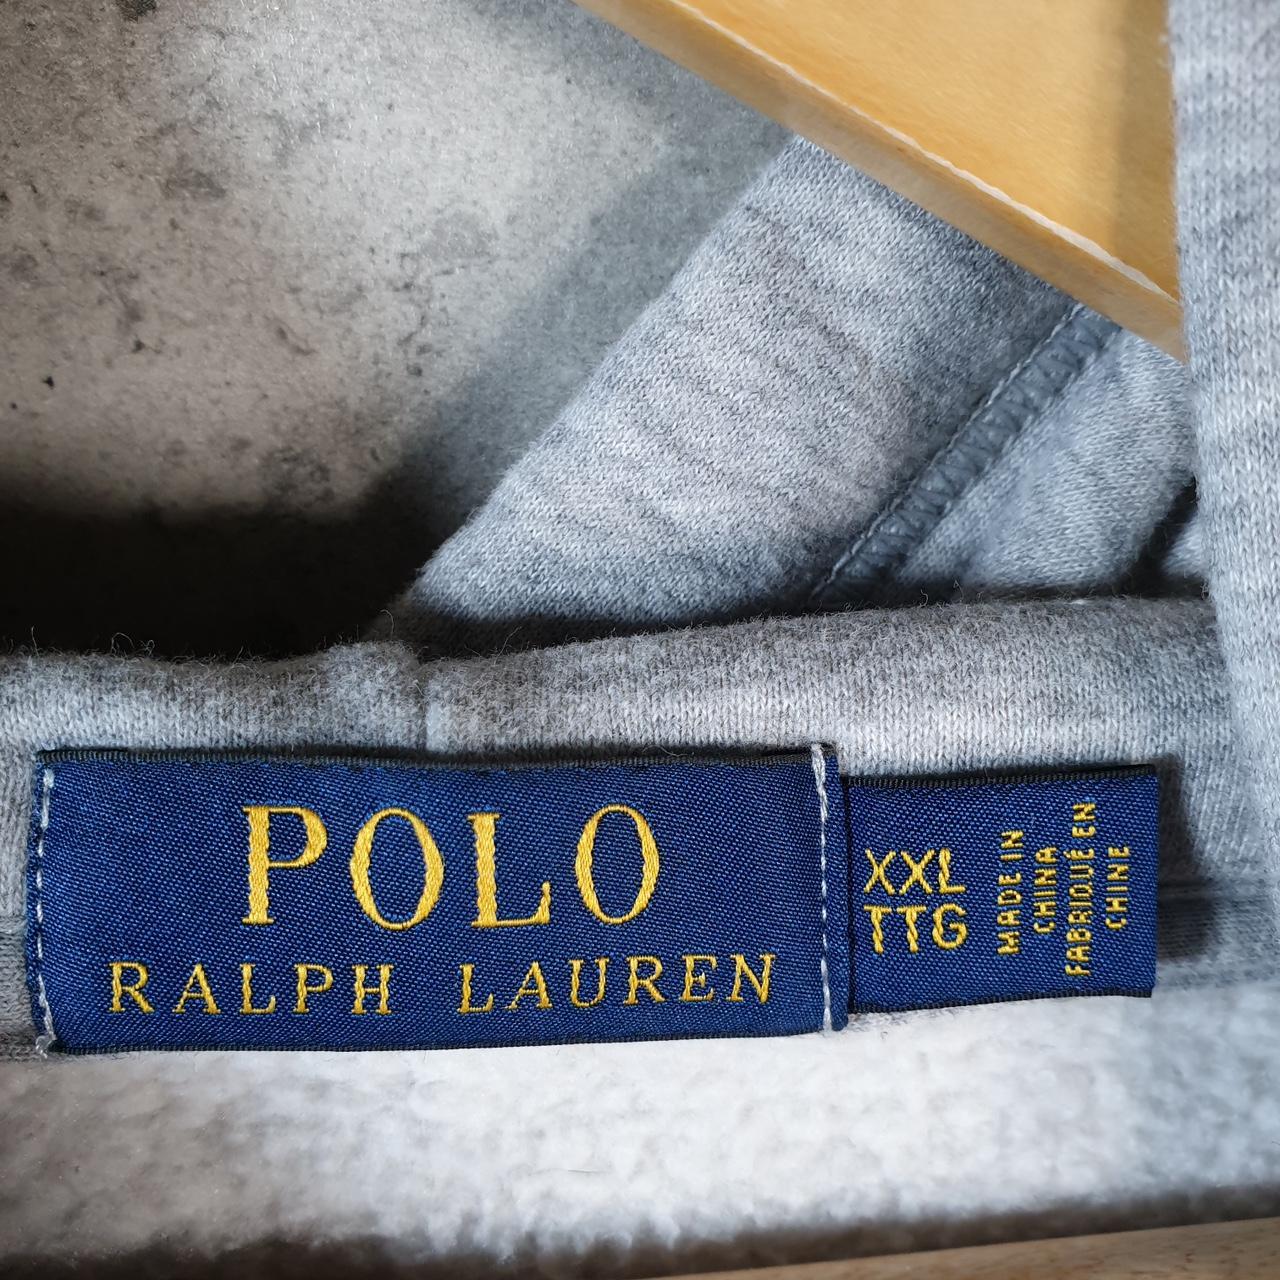 POLO
RALPH LAUREN
XXL
TTG
MADE IN
CHINA
FABRIQUÉ EN
CHINE